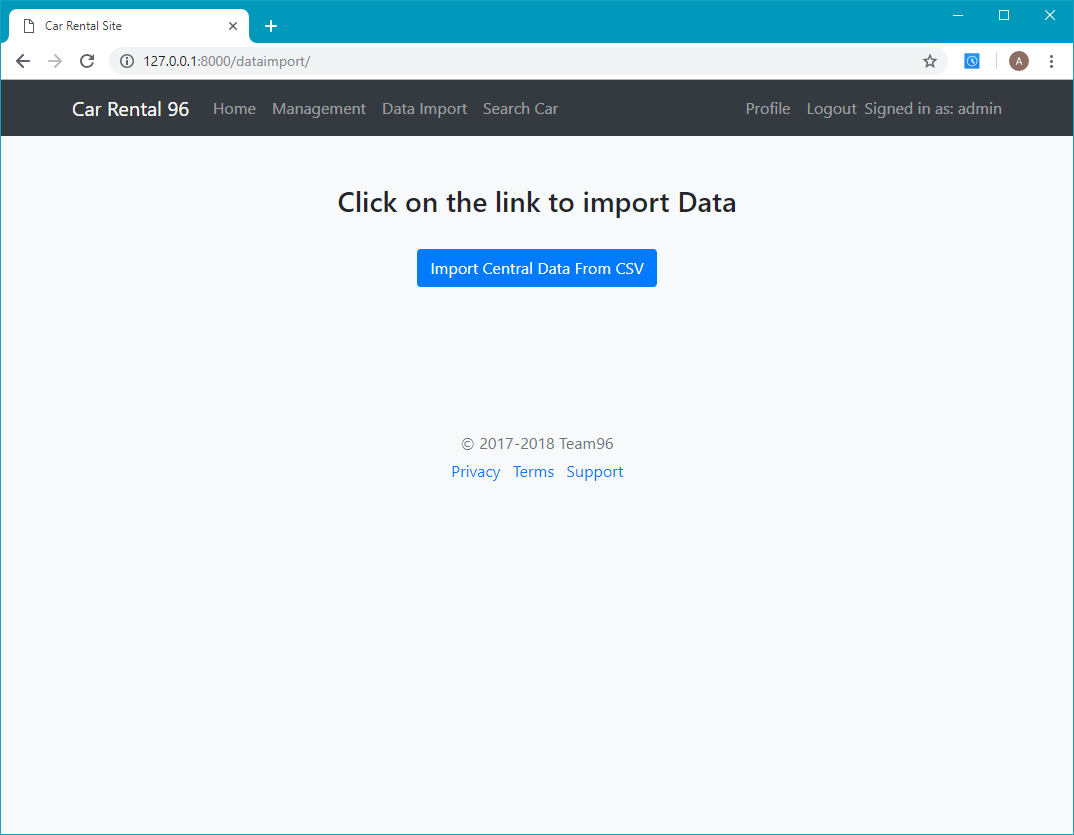 Car Rental Site
127.0.0.1:8000/dataimport/
A
Car Rental 96 Home Management Data Import Search Car Profile Logout Signed in as: admin
Click on the link to import Data
Import Central Data From CSV
© 2017-2018 Team96
Privacy Terms Support